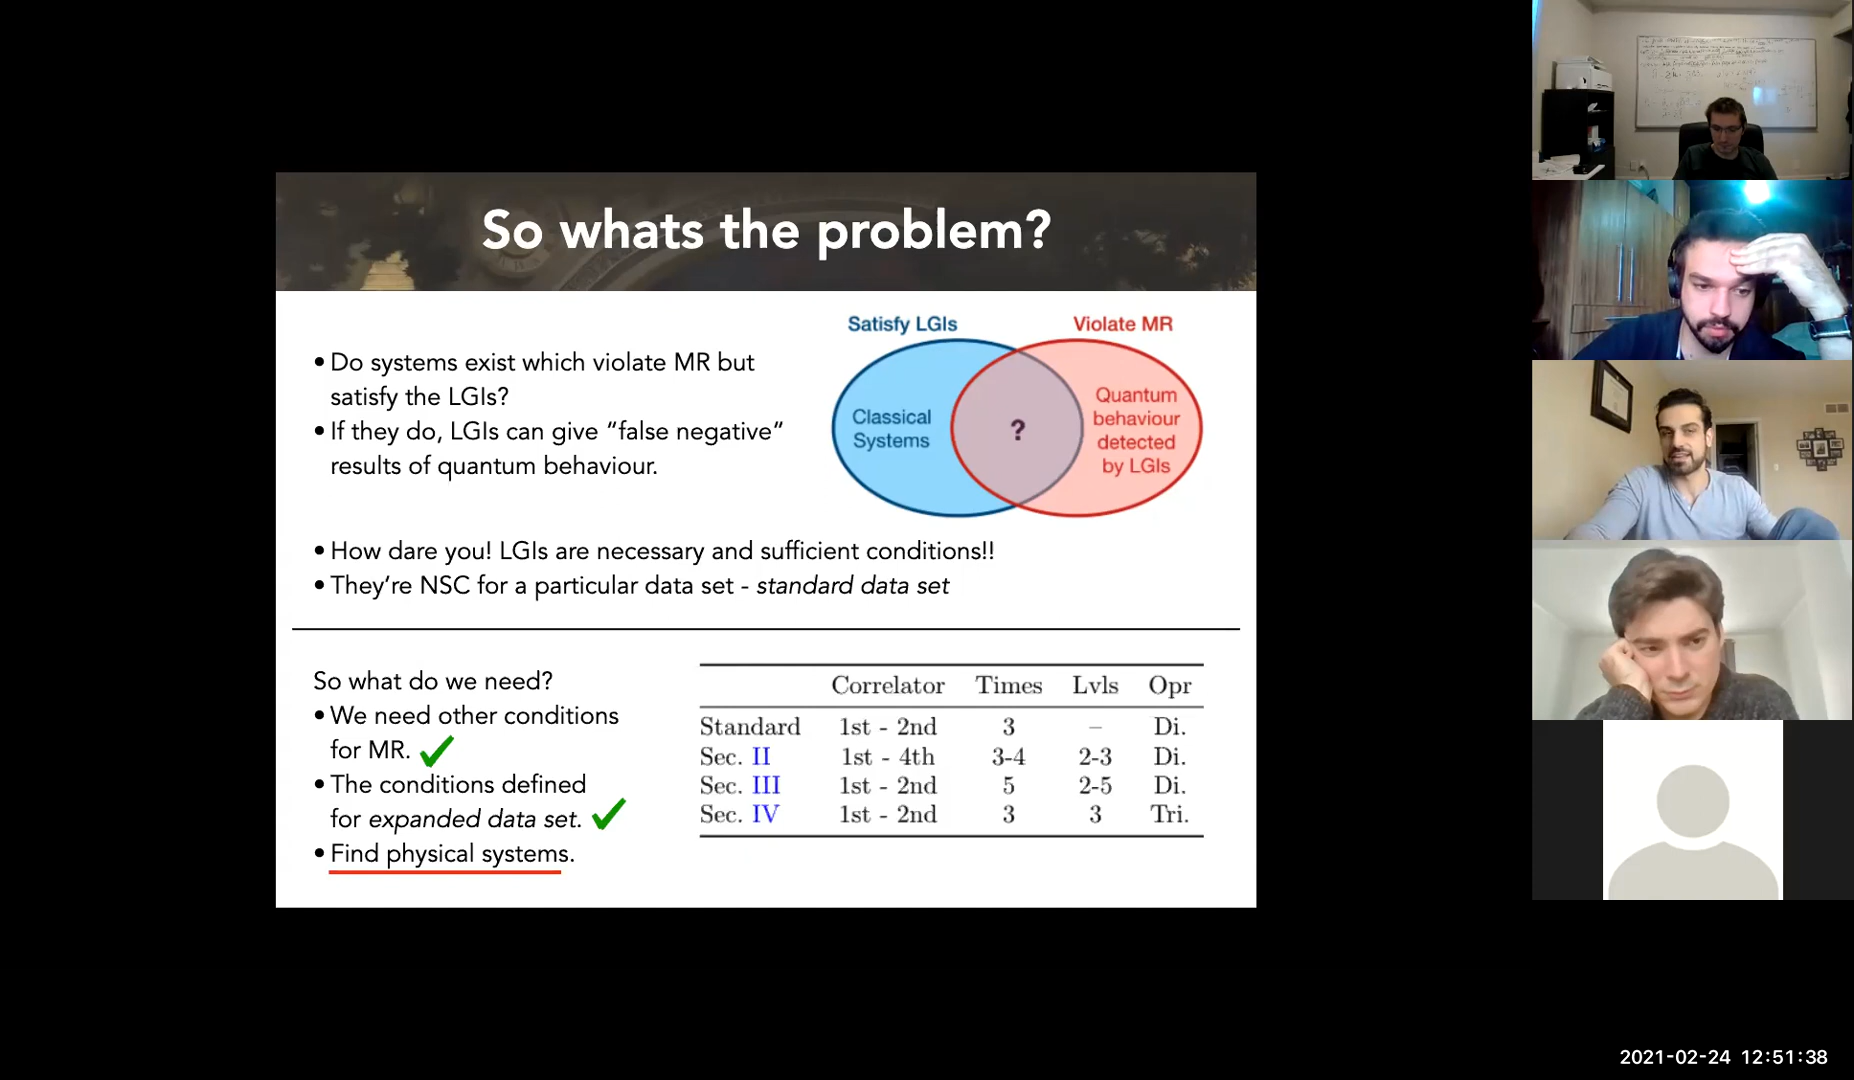 So whats the problem?
• Do systems exist which violate MR but
satisfy the LGIs?
• If they do, LGIs can give “false negative”
results of quantum behaviour.
Satisfy LGIs
Violate MR
Classical
Systems
?
Quantum
behaviour
detected
by LGIs
• How dare you! LGIs are necessary and sufficient conditions!!
• They’re NSC for a particular data set - standard data set
So what do we need?
• We need other conditions
for MR.
• The conditions defined
for expanded data set.
• Find physical systems.
Correlator Times Lvls Opr
Standard 1st - 2nd 3 – Di.
Sec. II 1st - 4th 3-4 2-3 Di.
Sec. III 1st - 2nd 5 2-5 Di.
Sec. IV 1st - 2nd 3 3 Tri.
2021-02-24 12:51:38